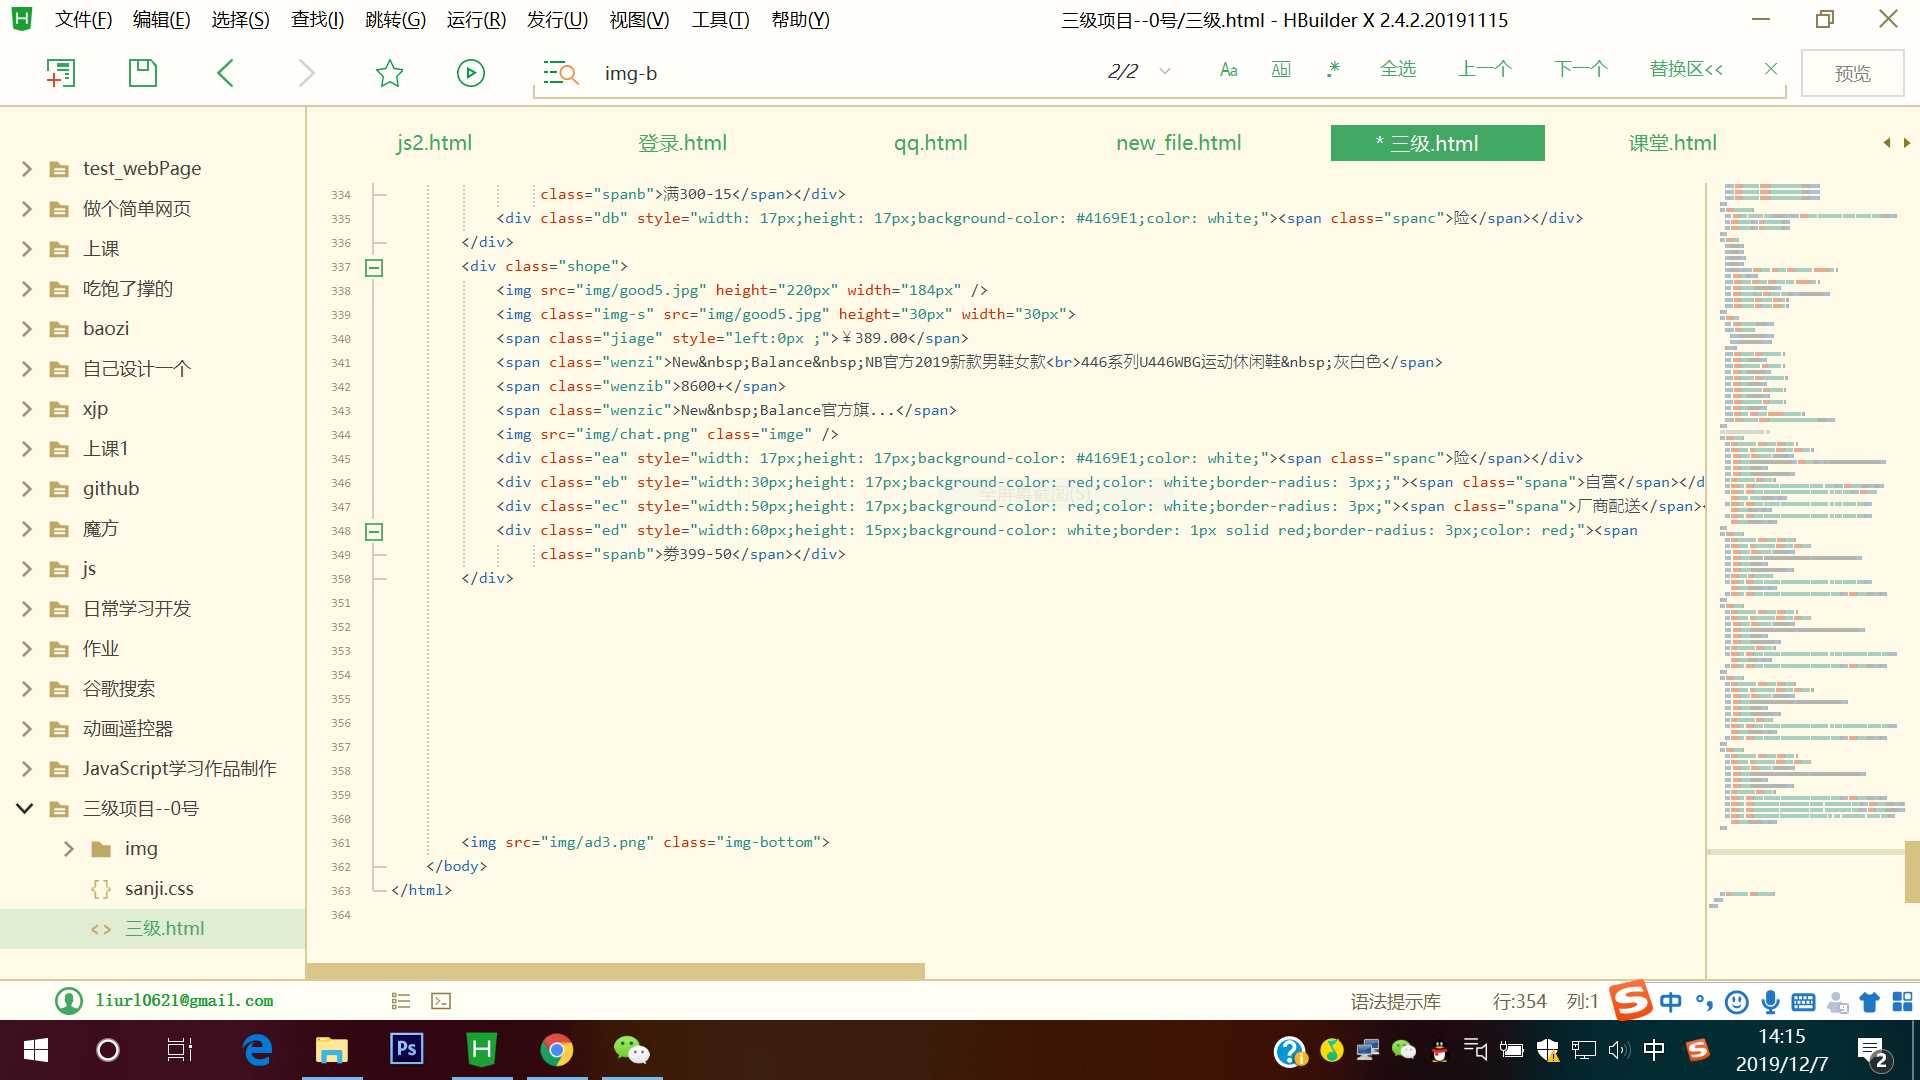 文件(F) 编辑(E) 选择(S) 查找(I) 跳转(G) 运行(R) 发行(U) 视图(V) 工具(T) 帮助(Y) 三级项目--0号/三级.html - HBuilder X 2.4.2.20191115
img-b 2/2 Aa Ab| .* 全选 上一个 下一个 替换区<< 预览
js2.html 登录.html qq.html new_file.html * 三级.html 课堂.html
test_webPage
做个简单网页
上课
吃饱了撑的
baozi
自己设计一个
xjp
上课1
github
魔方
js
日常学习开发
作业
谷歌搜索
动画遥控器
JavaScript学习作品制作
三级项目--0号
img
sanji.css
三级.html
334 class="spanb">满300-15</span></div>
335 <div class="db" style="width: 17px;height: 17px;background-color: #4169E1;color: white;"><span class="spanc">险</span></div>
336 </div>
337 <div class="shope">
338 <img src="img/good5.jpg" height="220px" width="184px" />
339 <img class="img-s" src="img/good5.jpg" height="30px" width="30px">
340 <span class="jiage" style="left:0px ;">￥389.00</span>
341 <span class="wenzi">New&nbsp;Balance&nbsp;NB官方2019新款男鞋女款<br>446系列U446WBG运动休闲鞋&nbsp;灰白色</span>
342 <span class="wenzib">8600+</span>
343 <span class="wenzic">New&nbsp;Balance官方旗...</span>
344 <img src="img/chat.png" class="imge" />
345 <div class="ea" style="width: 17px;height: 17px;background-color: #4169E1;color: white;"><span class="spanc">险</span></div>
346 <div class="eb" style="width:30px;height: 17px;background-color: red;color: white;border-radius: 3px;;"><span class="spana">自营</span></d
347 <div class="ec" style="width:50px;height: 17px;background-color: red;color: white;border-radius: 3px;"><span class="spana">厂商配送</span><
348 <div class="ed" style="width:60px;height: 15px;background-color: white;border: 1px solid red;border-radius: 3px;color: red;"><span
349 class="spanb">劵399-50</span></div>
350 </div>
351
352
353
354
355
356
357
358
359
360
361 <img src="img/ad3.png" class="img-bottom">
362 </body>
363 </html>
364
liurl0621@gmail.com 语法提示库 行:354 列:1 中
Ps 中 14:15
2019/12/7 2